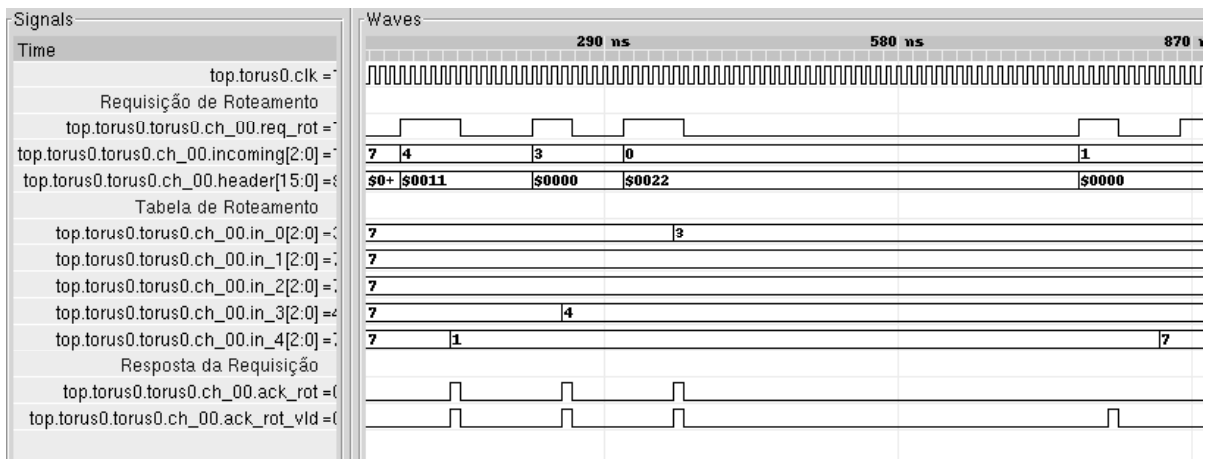 Signals
Waves
Time
290 ns
580 ns
870
top.torus0.clk =
Requisição de Roteamento
top.torus0.torus0.ch_00.req_rot =
top.torus0.torus0.ch_00.incoming[2:0] =
7 4 3 0 1
top.torus0.torus0.ch_00.header[15:0] =
$0+ $0011 $0000 $0022 $0000
Tabela de Roteamento
top.torus0.torus0.ch_00.in_0[2:0] =
7 3
top.torus0.torus0.ch_00.in_1[2:0] =
7
top.torus0.torus0.ch_00.in_2[2:0] =
7
top.torus0.torus0.ch_00.in_3[2:0] =
7 4
top.torus0.torus0.ch_00.in_4[2:0] =
7 1 7
Resposta da Requisição
top.torus0.torus0.ch_00.ack_rot =
top.torus0.torus0.ch_00.ack_rot_vld =